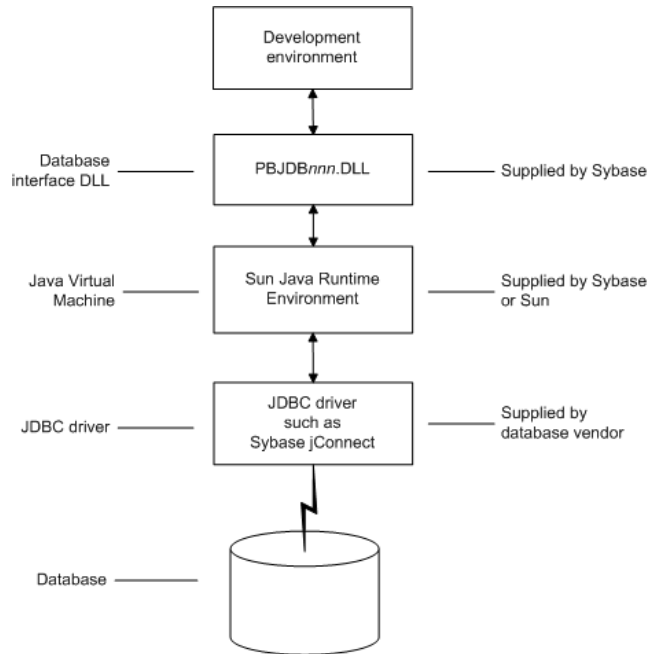 Development
environment
Database
interface DLL
PBJDBnnn.DLL
Supplied by Sybase
Java Virtual
Machine
Sun Java Runtime
Environment
Supplied by Sybase
or Sun
JDBC driver
JDBC driver
such as
Sybase jConnect
Supplied by
database vendor
Database